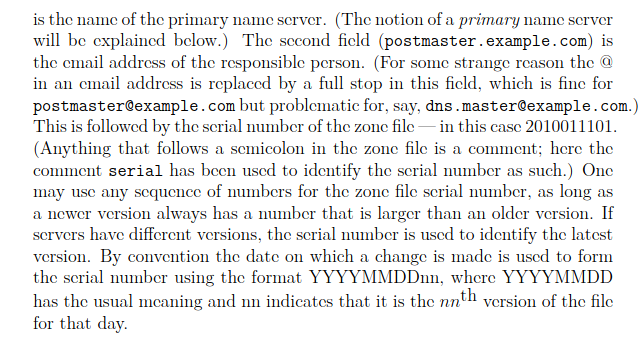 is the name of the primary name server. (The notion of a primary name server
will be explained below.) The second field (postmaster.example.com) is
the email address of the responsible person. (For some strange reason the @
in an email address is replaced by a full stop in this field, which is fine for
postmaster@example.com but problematic for, say, dns.master@example.com.)
This is followed by the serial number of the zone file — in this case 2010011101.
(Anything that follows a semicolon in the zone file is a comment; here the
comment serial has been used to identify the serial number as such.) One
may use any sequence of numbers for the zone file serial number, as long as
a newer version always has a number that is larger than an older version. If
servers have different versions, the serial number is used to identify the latest
version. By convention the date on which a change is made is used to form
the serial number using the format YYYYMMDDnn, where YYYYMMDD
has the usual meaning and nn indicates that it is the nnth version of the file
for that day.